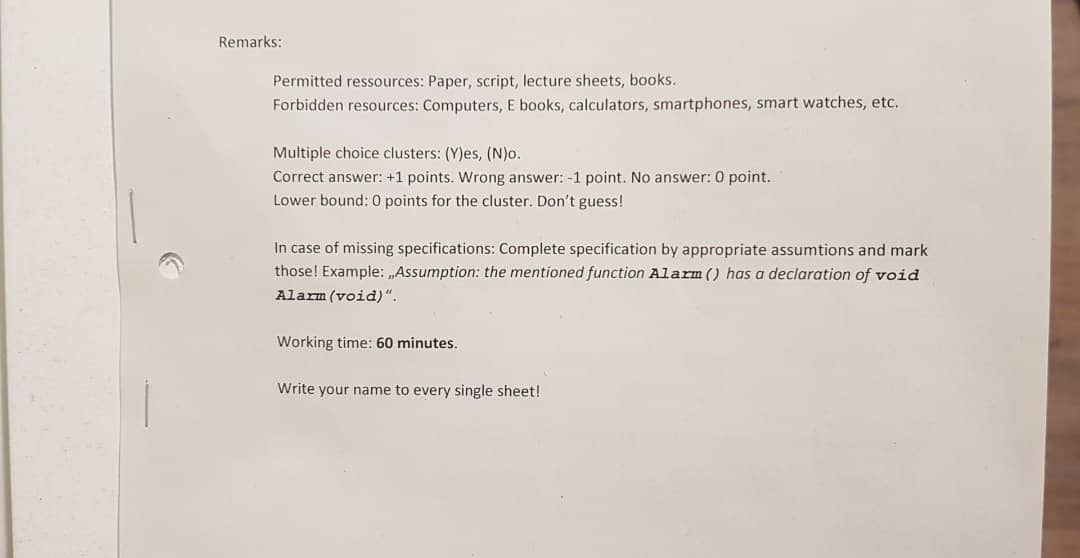 Remarks:
Permitted ressources: Paper, script, lecture sheets, books.
Forbidden resources: Computers, E books, calculators, smartphones, smart watches, etc.
Multiple choice clusters: (Y)es, (N)o.
Correct answer: +1 points. Wrong answer: -1 point. No answer: 0 point.
Lower bound: 0 points for the cluster. Don’t guess!
In case of missing specifications: Complete specification by appropriate assumtions and mark
those! Example: „Assumption: the mentioned function Alarm() has a declaration of void
Alarm(void)“.
Working time: 60 minutes.
Write your name to every single sheet!